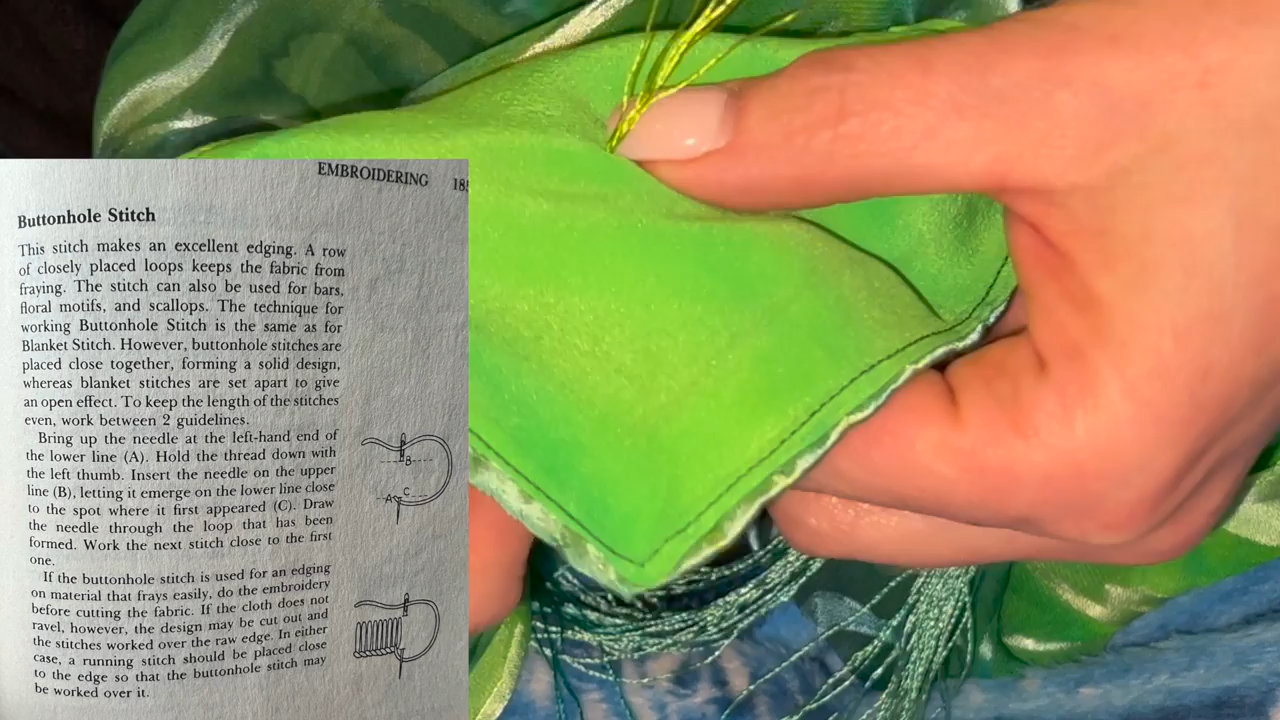 EMBROIDERING 185
Buttonhole Stitch
This stitch makes an excellent edging. A row
of closely placed loops keeps the fabric from
fraying. The stitch can also be used for bars,
floral motifs, and scallops. The technique for
working Buttonhole Stitch is the same as for
Blanket Stitch. However, buttonhole stitches are
placed close together, forming a solid design,
whereas blanket stitches are set apart to give
an open effect. To keep the length of the stitches
even, work between 2 guidelines.
Bring up the needle at the left-hand end of
the lower line (A). Hold the thread down with
the left thumb. Insert the needle on the upper
line (B), letting it emerge on the lower line close
to the spot where it first appeared (C). Draw
the needle through the loop that has been
formed. Work the next stitch close to the first
one.
B
A C
If the buttonhole stitch is used for an edging
on material that frays easily, do the embroidery
before cutting the fabric. If the cloth does not
ravel, however, the design may be cut out and
the stitches worked over the raw edge. In either
case, a running stitch should be placed close
to the edge so that the buttonhole stitch may
be worked over it.